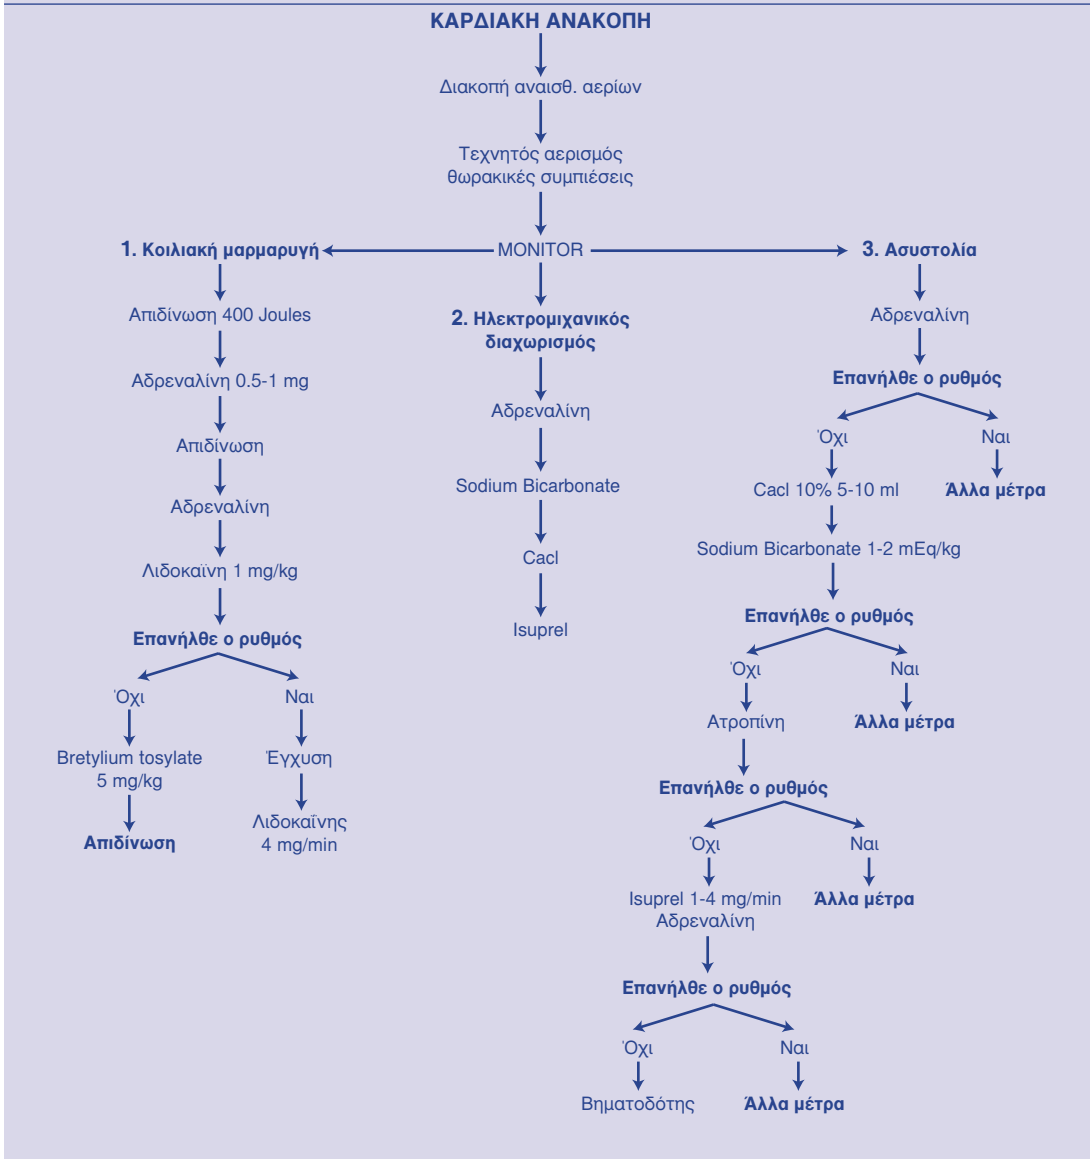 ΚΑΡΔΙΑΚΗ ΑΝΑΚΟΠΗ
Διακοπή αναισθ. αερίων
Τεχνητός αερισμός
θωρακικές συμπιέσεις
MONITOR
1. Κοιλιακή μαρμαρυγή
Απιδίνωση 400 Joules
Αδρεναλίνη 0.5-1 mg
Απιδίνωση
Αδρεναλίνη
Λιδοκαϊνη 1 mg/kg
Επανήλθε ο ρυθμός
Όχι
Ναι
Bretylium tosylate
5 mg/kg
Απιδίνωση
Έγχυση
Λιδοκαΐνης
4 mg/min
2. Ηλεκτρομιχανικός
διαχωρισμός
Αδρεναλίνη
Sodium Bicarbonate
Cacl
Isuprel
3. Ασυστολία
Αδρεναλίνη
Επανήλθε ο ρυθμός
Όχι
Ναι
Cacl 10% 5-10 ml
Άλλα μέτρα
Sodium Bicarbonate 1-2 mEq/kg
Επανήλθε ο ρυθμός
Όχι
Ναι
Ατροπίνη
Άλλα μέτρα
Επανήλθε ο ρυθμός
Όχι
Ναι
Isuprel 1-4 mg/min
Αδρεναλίνη
Άλλα μέτρα
Επανήλθε ο ρυθμός
Όχι
Ναι
Βηματοδότης
Άλλα μέτρα